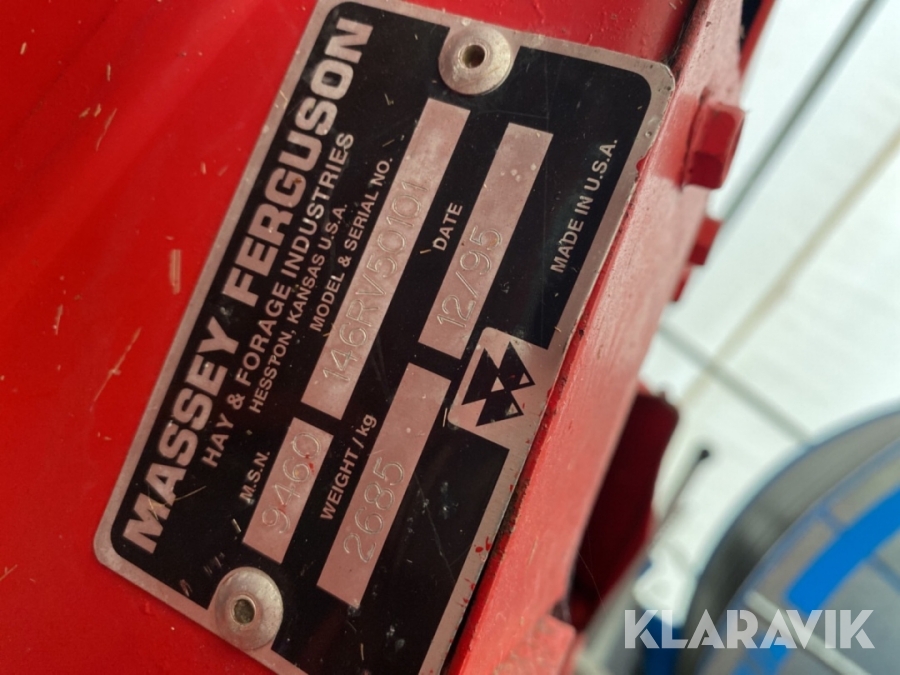 MASSEY FERGUSON
HAY & FORAGE INDUSTRIES
HESSTON, KANSAS U.S.A.
MODEL & SERIAL NO.
146RV50101
M.S.N.
9460
DATE
12/95
WEIGHT/kg
2685
MADE IN U.S.A.
KLARAVIK